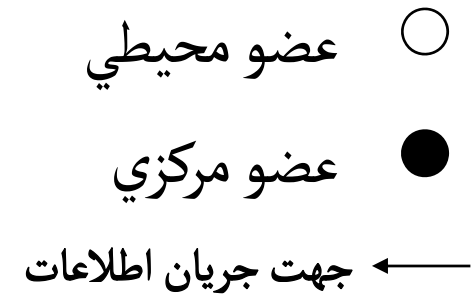 عضو محيطي
عضو مركزي
جهت جريان اطلاعات